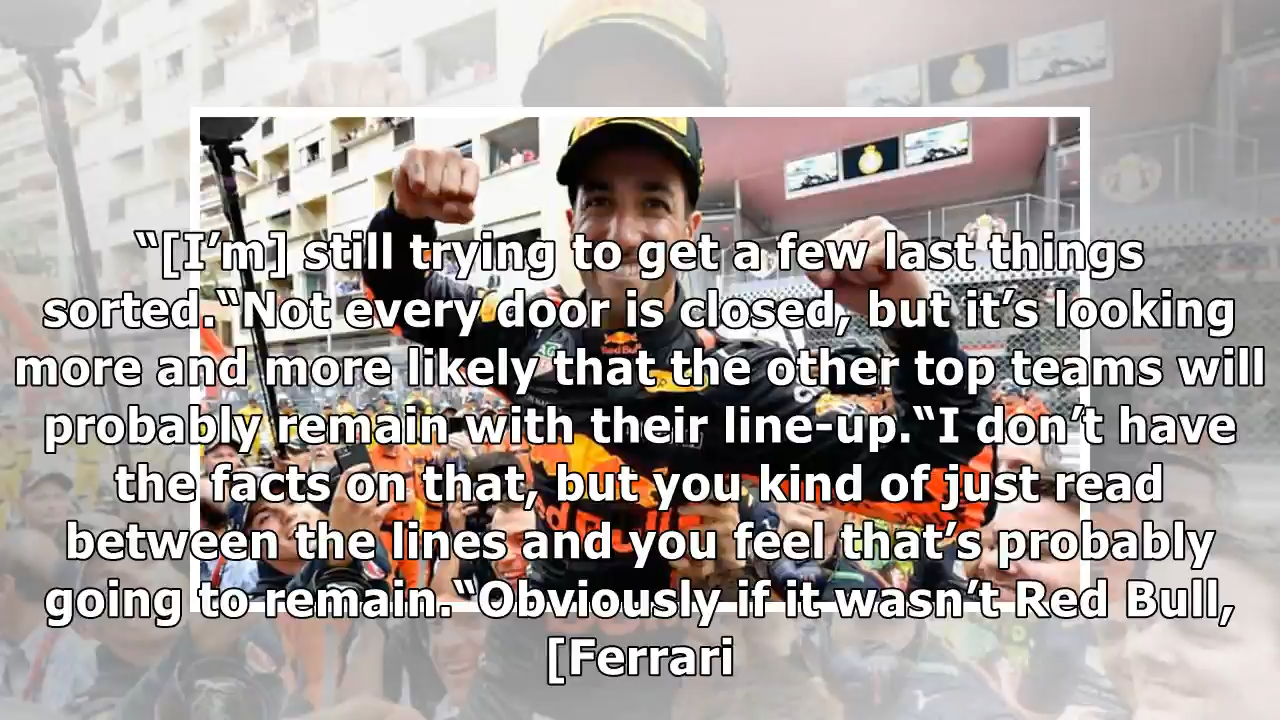 “[I’m] still trying to get a few last things
sorted.“Not every door is closed, but it’s looking
more and more likely that the other top teams will
probably remain with their line-up.“I don’t have
the facts on that, but you kind of just read
between the lines and you feel that’s probably
going to remain.“Obviously if it wasn’t Red Bull,
[Ferrari
Red Bull